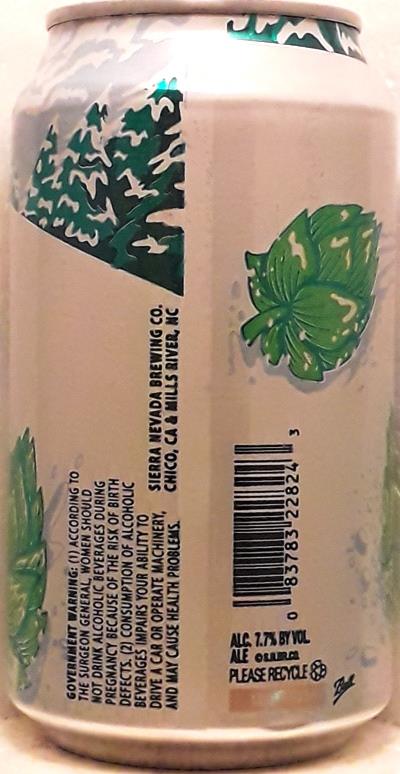 GOVERNMENT WARNING: (1) ACCORDING TO
THE SURGEON GENERAL, WOMEN SHOULD
NOT DRINK ALCOHOLIC BEVERAGES DURING
PREGNANCY BECAUSE OF THE RISK OF BIRTH
DEFECTS. (2) CONSUMPTION OF ALCOHOLIC
BEVERAGES IMPAIRS YOUR ABILITY TO
DRIVE A CAR OR OPERATE MACHINERY,
AND MAY CAUSE HEALTH PROBLEMS.
SIERRA NEVADA BREWING CO.
CHICO, CA & MILLS RIVER, NC
0 83783 22824 3
ALC. 7.7% BY VOL.
ALE © S.N.BR.CO.
PLEASE RECYCLE
Ball